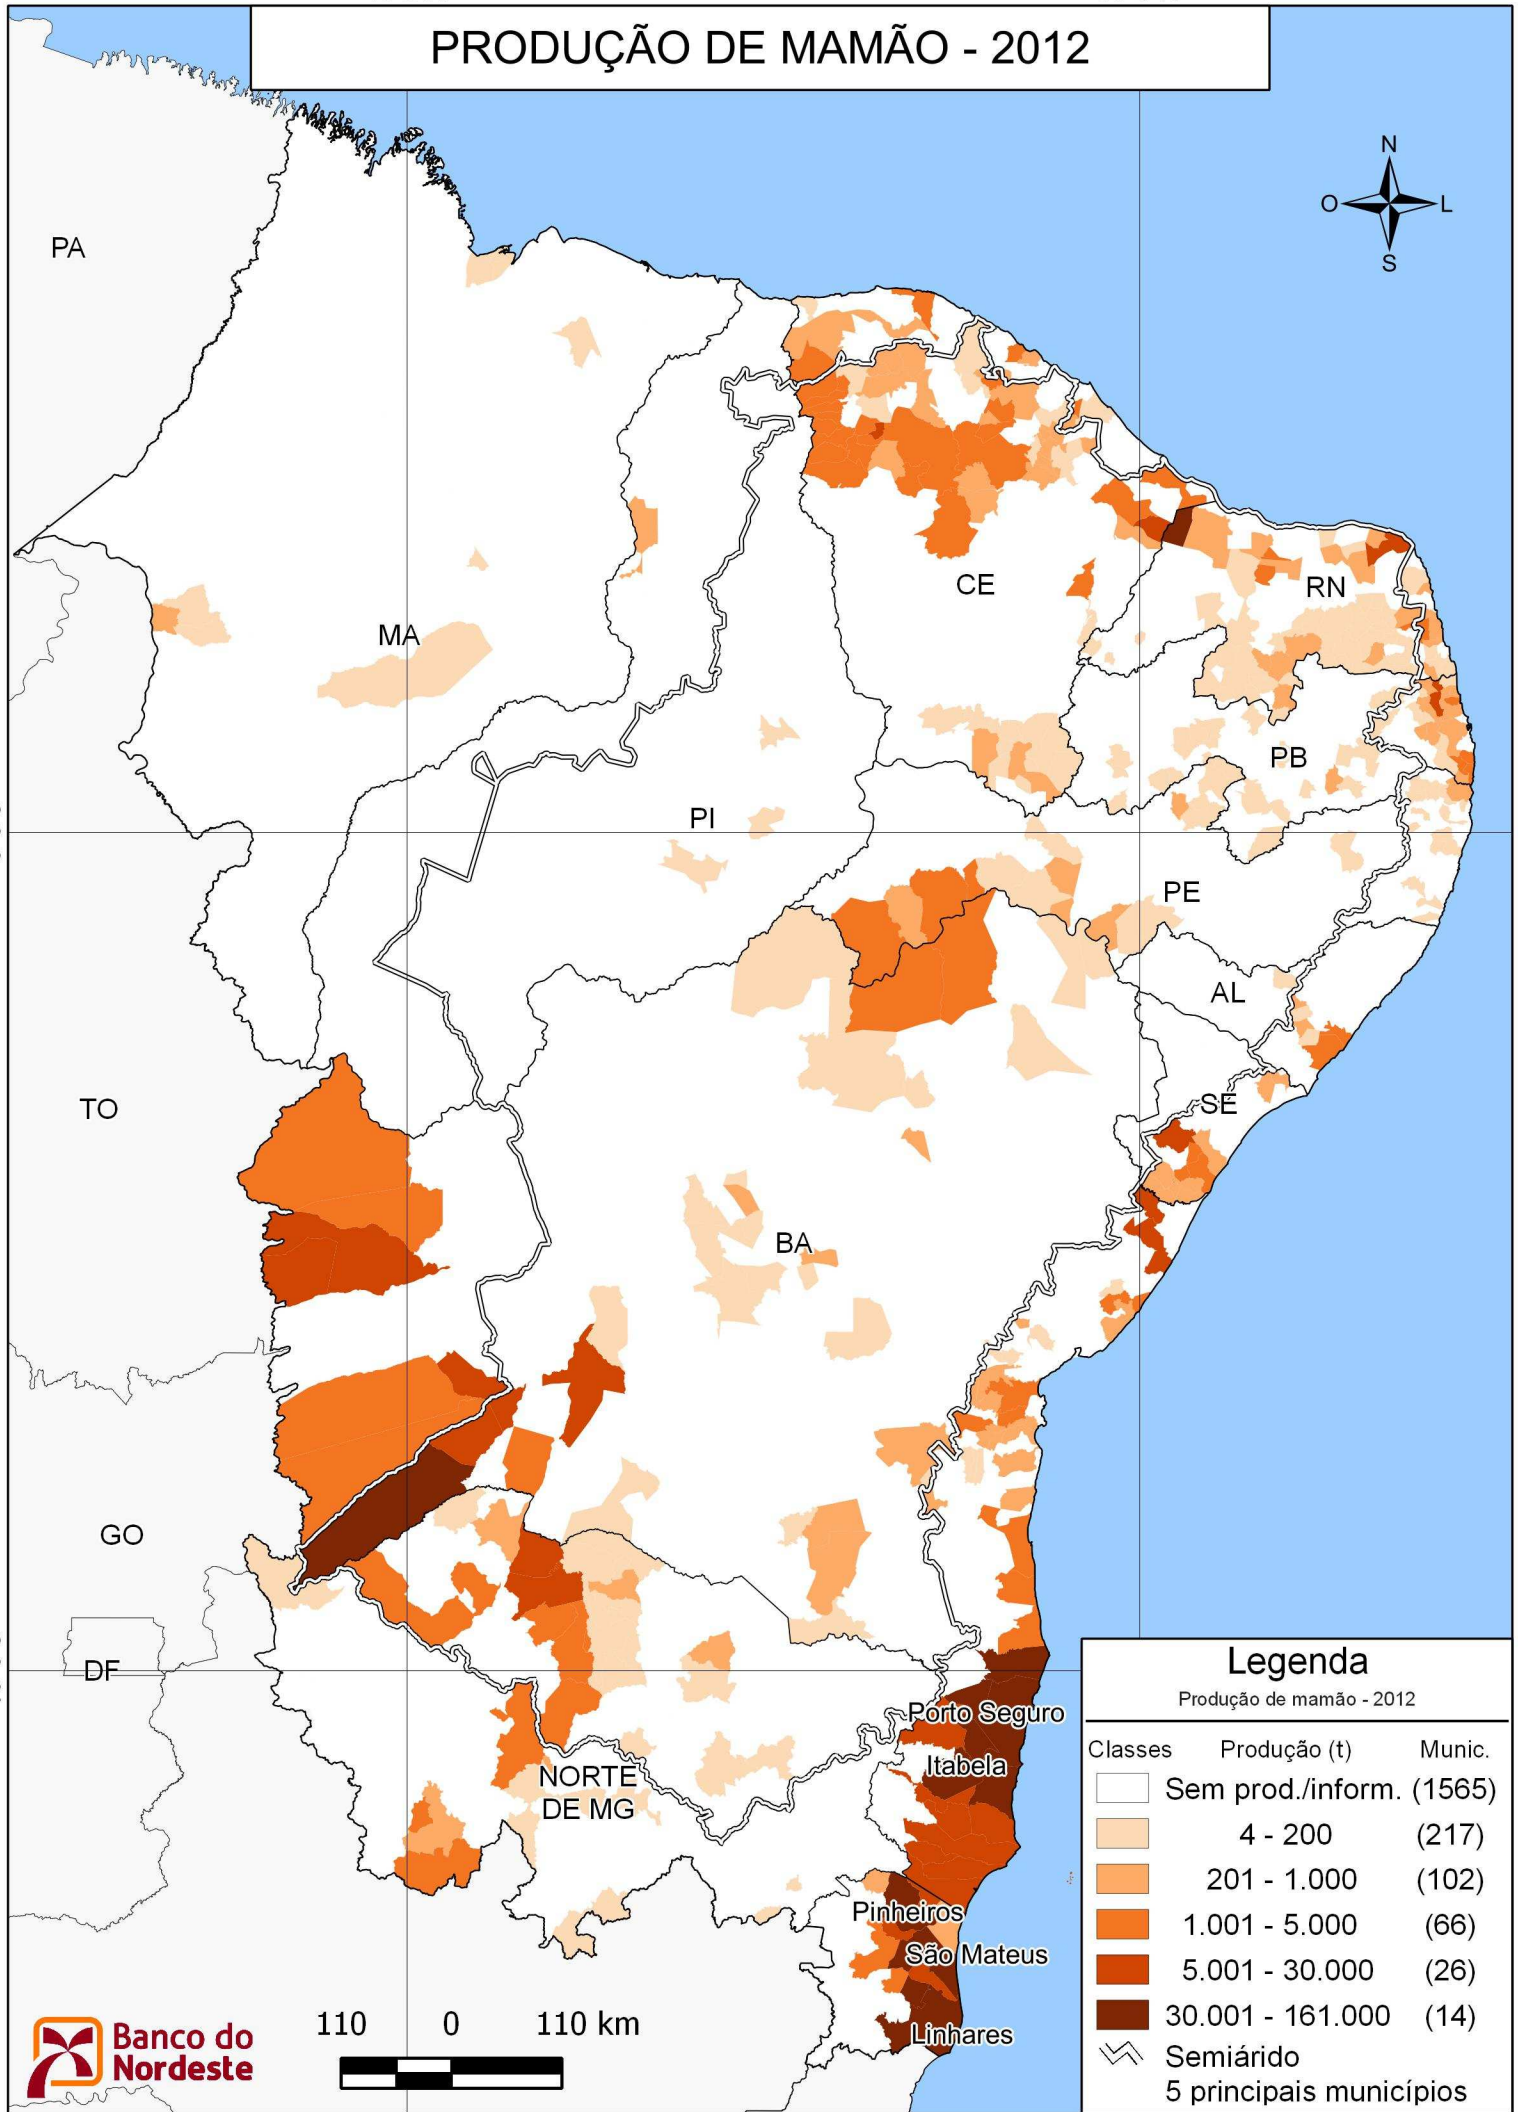 PRODUÇÃO DE MAMÃO - 2012
N
O
L
S
PA
CE
RN
MA
PB
PI
PE
AL
TO
SE
BA
GO
DF
Porto Seguro
Itabela
NORTE
DE MG
Pinheiros
São Mateus
Linhares
Legenda
Produção de mamão - 2012
Classes Produção (t) Munic.
Sem prod./inform. (1565)
4 - 200 (217)
201 - 1.000 (102)
1.001 - 5.000 (66)
5.001 - 30.000 (26)
30.001 - 161.000 (14)
Semiárido
5 principais municípios
110 0 110 km
Banco do
Nordeste